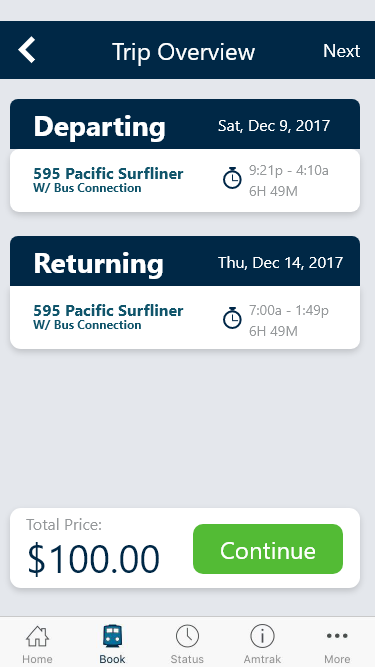 Trip Overview
Next
Departing
Sat, Dec 9, 2017
595 Pacific Surfliner
W/ Bus Connection
9:21p - 4:10a
6H 49M
Returning
Thu, Dec 14, 2017
595 Pacific Surfliner
W/ Bus Connection
7:00a - 1:49p
6H 49M
Total Price:
$100.00
Continue
Home
Book
Status
Amtrak
More